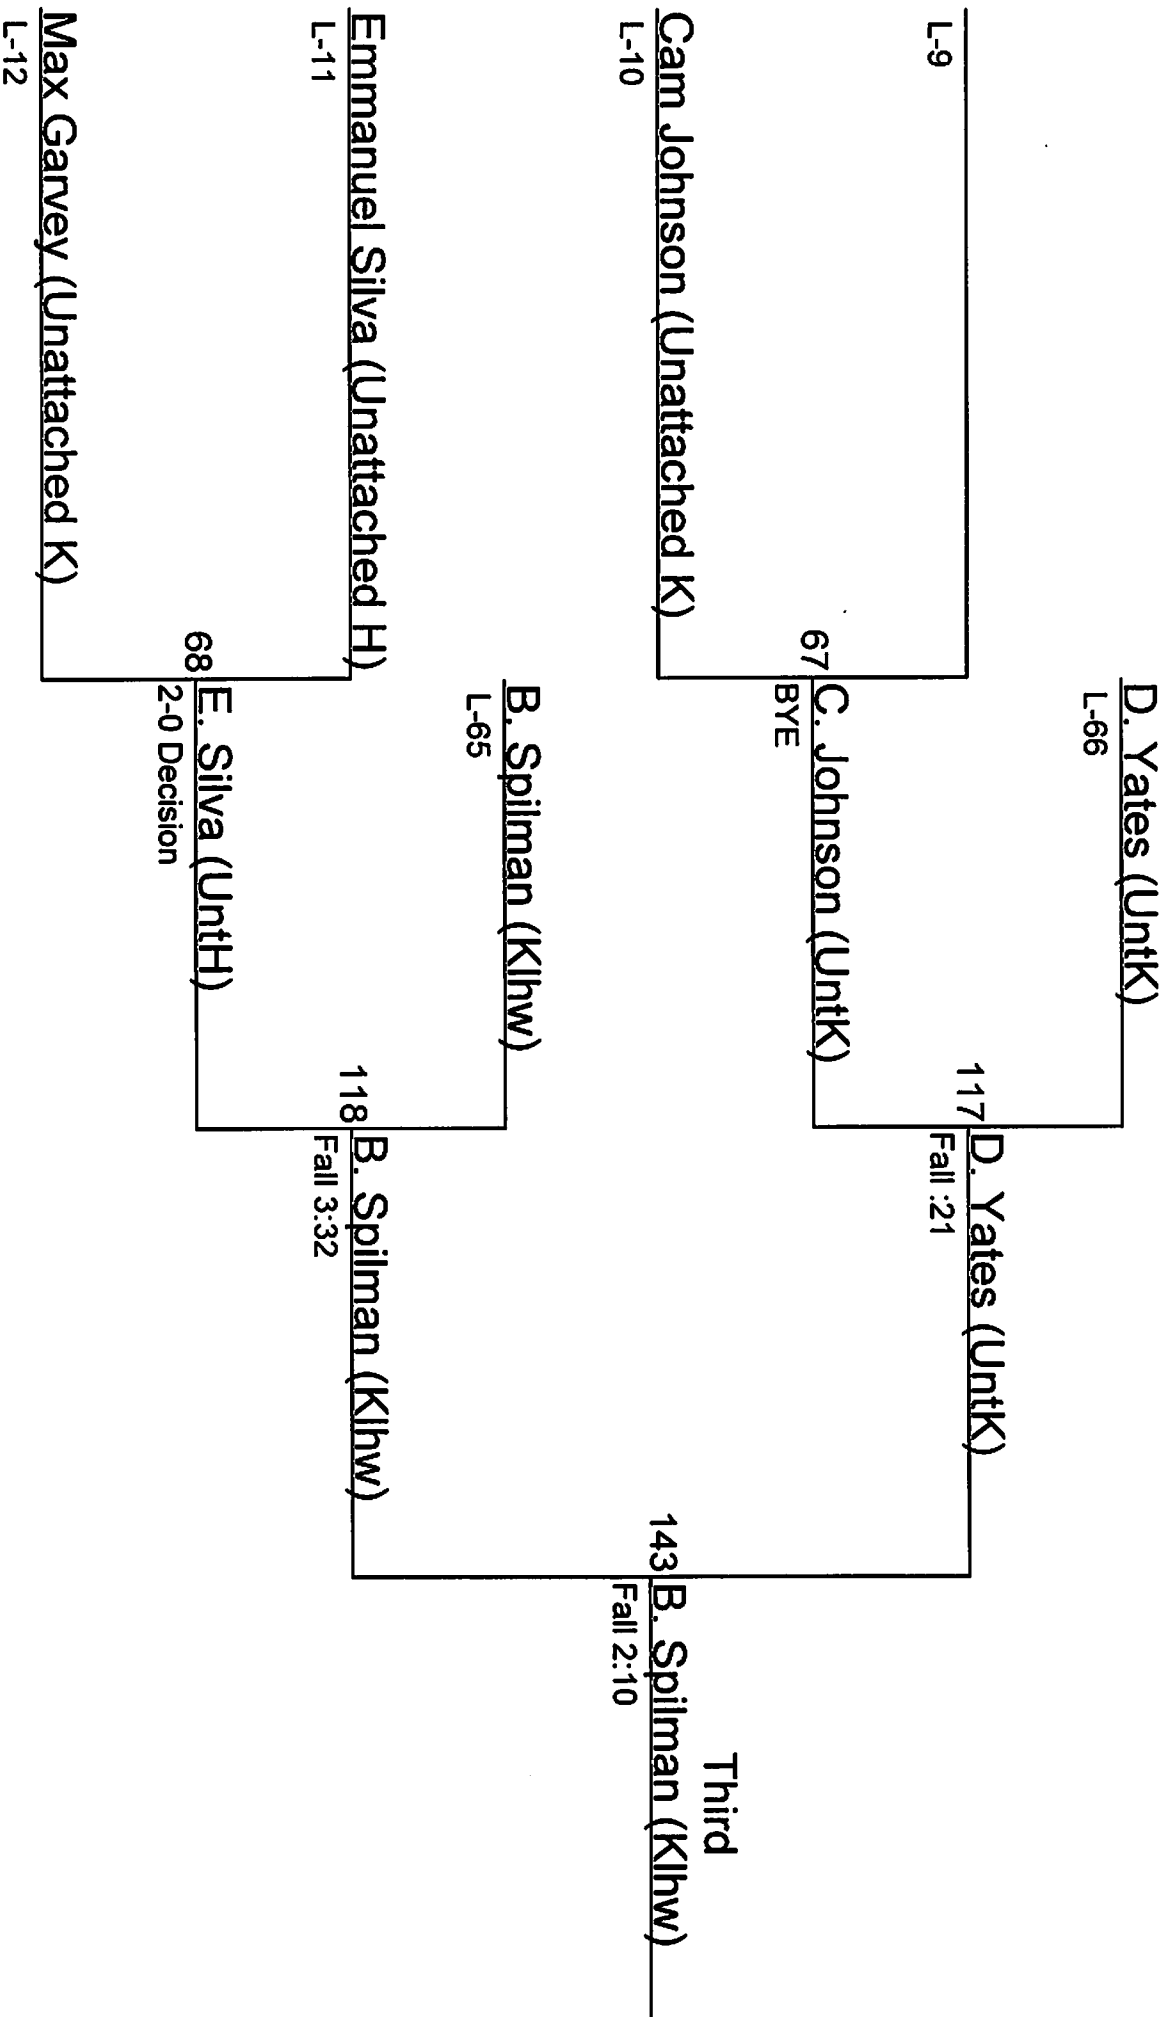 D. Yates (UntK)
L-66
L-9
117
D. Yates (UntK)
Fall :21
67
C. Johnson (UntK)
BYE
Cam Johnson (Unattached K)
L-10
Third
143
B. Spilman (Klhw)
Fall 2:10
B. Spilman (Klhw)
L-65
Emmanuel Silva (Unattached H)
L-11
118
B. Spilman (Klhw)
Fall 3:32
68
E. Silva (UntH)
2-0 Decision
Max Garvey (Unattached K)
L-12